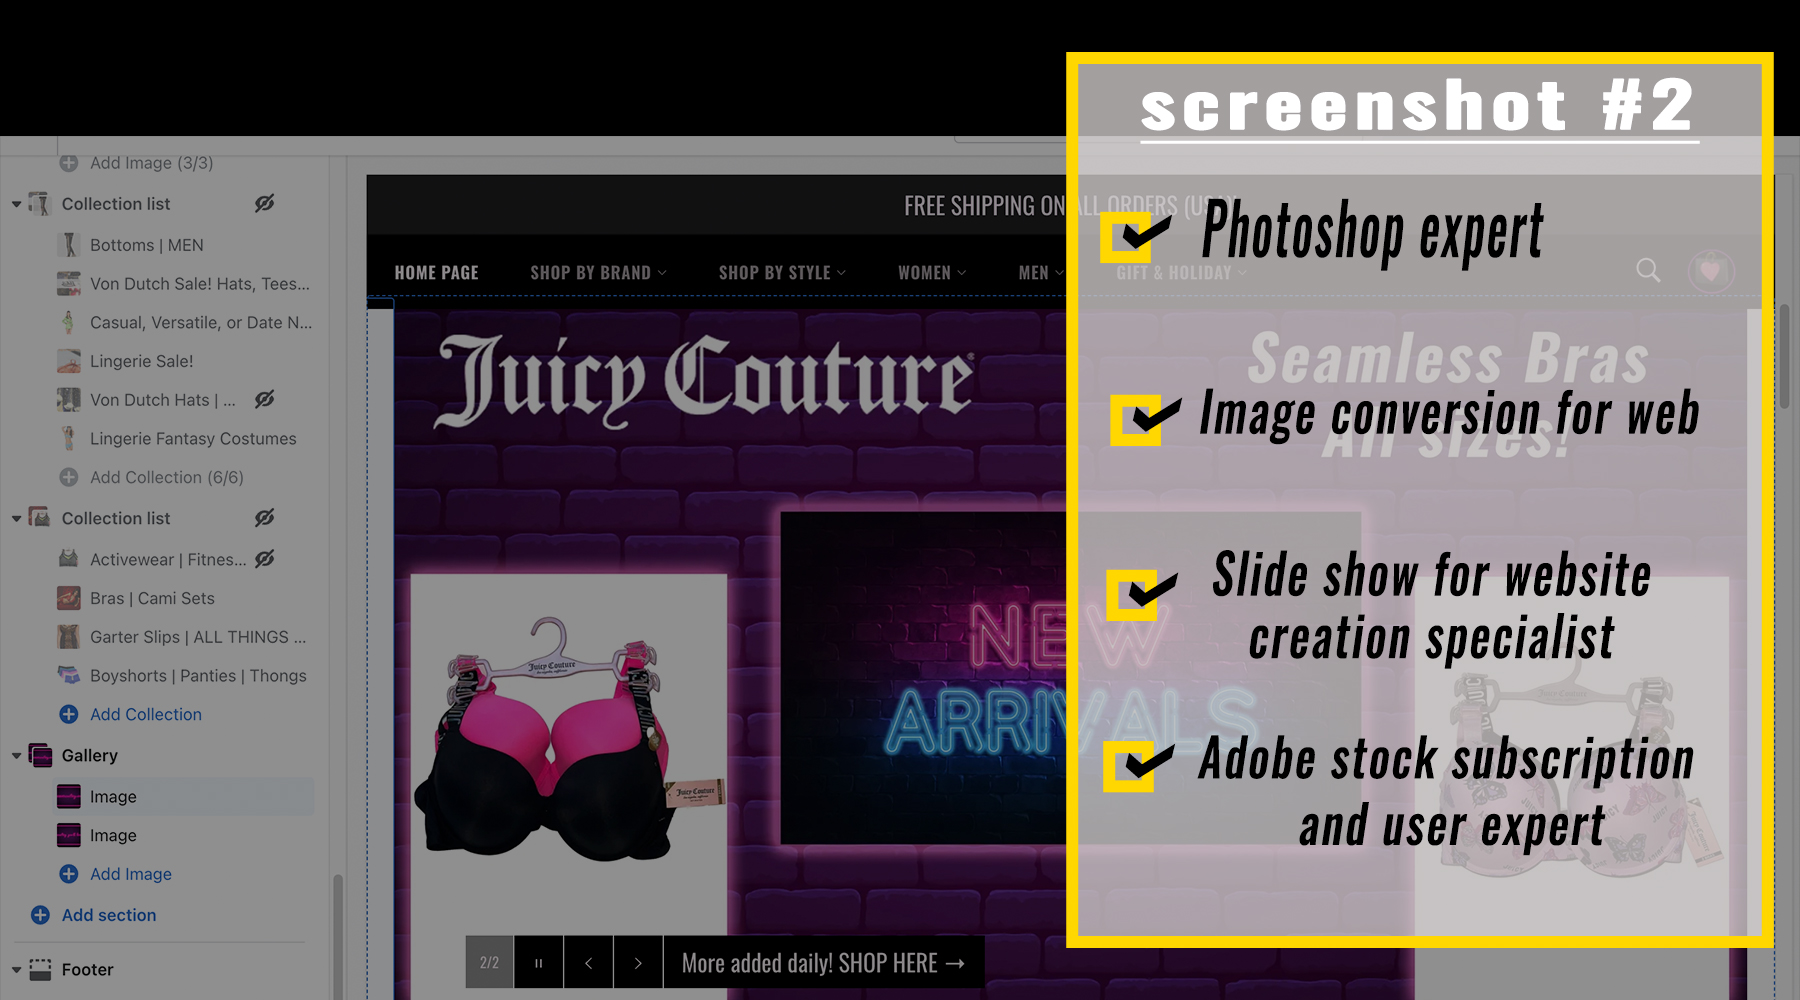 Add Image (3/3)
Collection list
Bottoms | MEN
Von Dutch Sale! Hats, Tees...
Casual, Versatile, or Date N...
Lingerie Sale!
Von Dutch Hats | ...
Lingerie Fantasy Costumes
Add Collection (6/6)
Collection list
Activewear | Fitnes...
Bras | Cami Sets
Garter Slips | ALL THINGS ...
Boyshorts | Panties | Thongs
Add Collection
Gallery
Image
Image
Add Image
Add section
Footer
FREE SHIPPING ON ALL ORDERS (USA)
HOME PAGE SHOP BY BRAND SHOP BY STYLE WOMEN MEN GIFT & HOLIDAY
Juicy Couture
Seamless Bras
All sizes!
NEW
ARRIVALS
Juicy Couture
Juicy Couture
2/2
More added daily! SHOP HERE →
screenshot #2
Photoshop expert
Image conversion for web
Slide show for website
creation specialist
Adobe stock subscription
and user expert